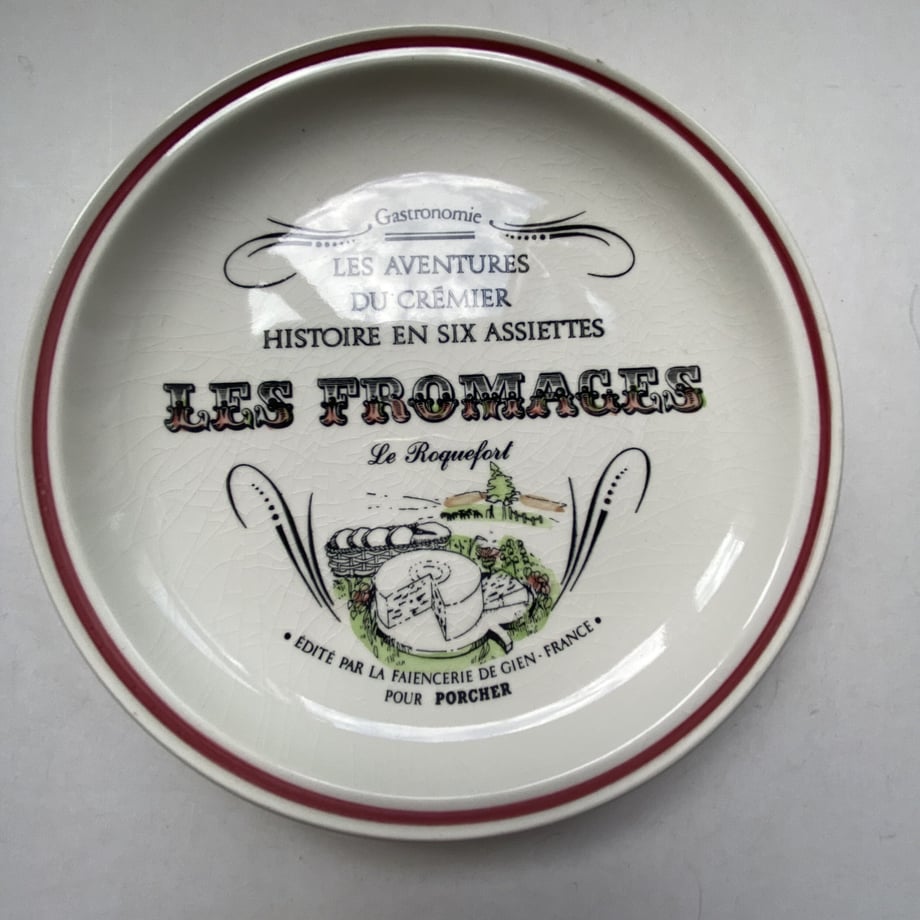 Gastronomie
LES AVENTURES
DU CRÉMIER
HISTOIRE EN SIX ASSIETTES
LES FROMAGES
Le Roquefort
• ÉDITÉ PAR LA FAIENCERIE DE GIEN - FRANCE •
POUR PORCHER